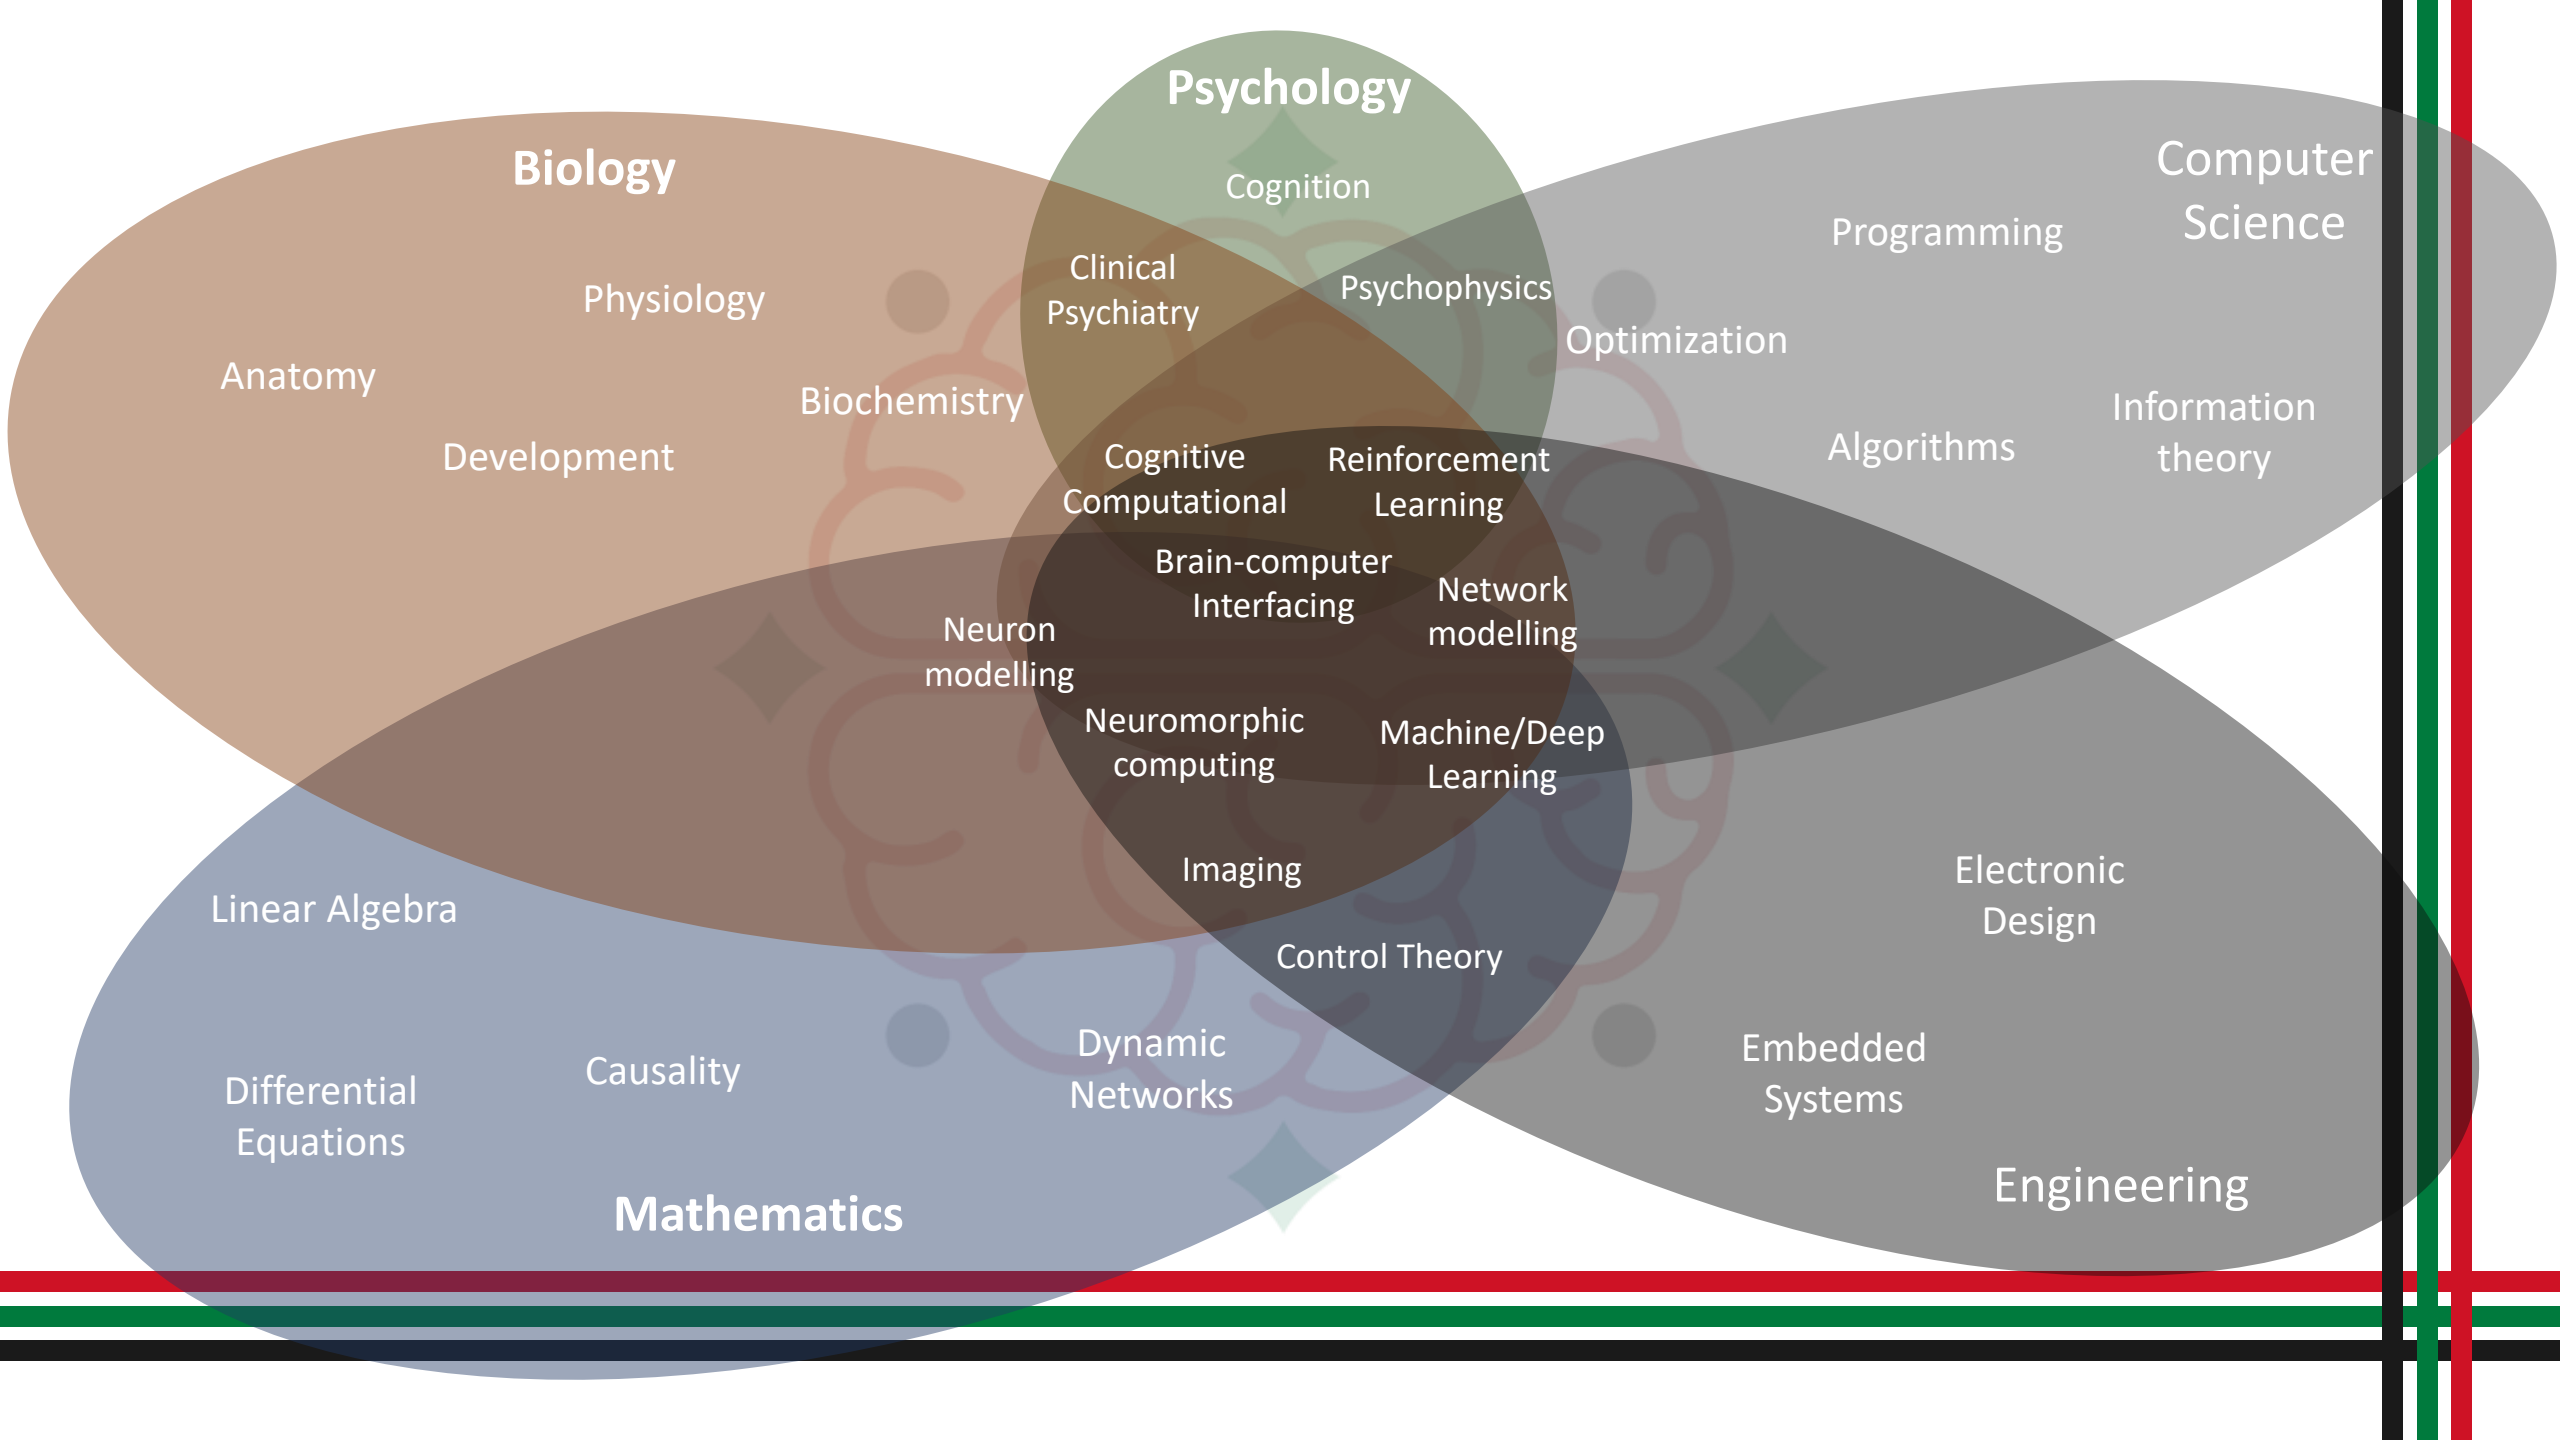 Psychology
Cognition
Biology
Computer
Science
Programming
Physiology
Clinical
Psychiatry
Psychophysics
Optimization
Anatomy
Biochemistry
Development
Information
theory
Algorithms
Cognitive
Computational
Reinforcement
Learning
Brain-computer
Interfacing
Network
modelling
Neuron
modelling
Neuromorphic
computing
Machine/Deep
Learning
Imaging
Electronic
Design
Linear Algebra
Control Theory
Dynamic
Networks
Causality
Differential
Equations
Embedded
Systems
Mathematics
Engineering